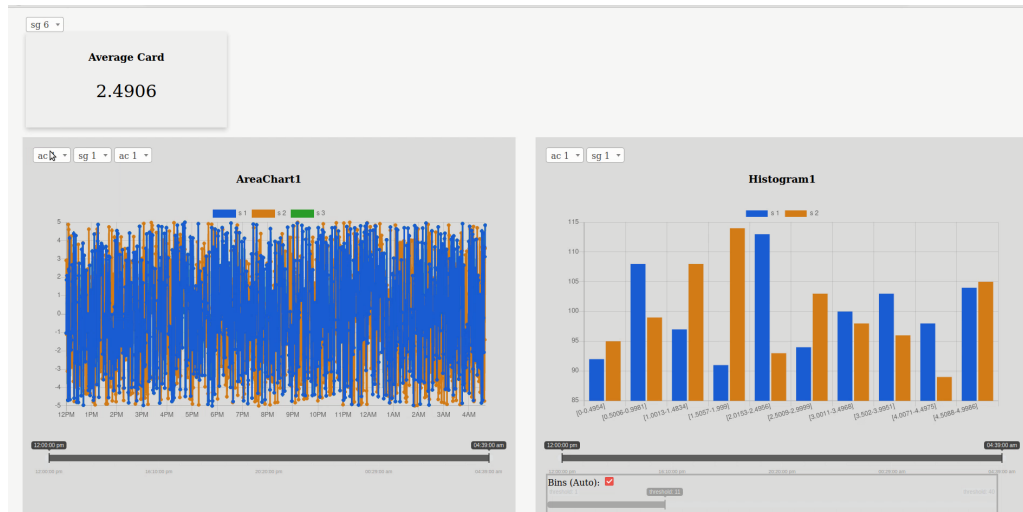 sg 6
Average Card
2.4906
sg 1
ac 1
AreaChart1
s 1
s 2
s 3
5
4
3
2
1
0
-1
-2
-3
-4
-5
12PM 1PM 2PM 3PM 4PM 5PM 6PM 7PM 8PM 9PM 10PM 11PM 12AM 1AM 2AM 3AM 4AM
12:00:00 pm
04:39:00 am
ac 1
sg 1
Histogram1
s 1
s 2
115
110
105
100
95
90
85
[0-0.4954] [0.5006-0.9981] [1.0013-1.4834] [1.5057-1.999] [2.0153-2.4956] [2.5009-2.9999] [3.0011-3.4966] [3.502-3.9951] [4.0071-4.4975] [4.5088-4.9986]
12:00:00 pm
04:39:00 am
Bins (Auto):
threshold: 11